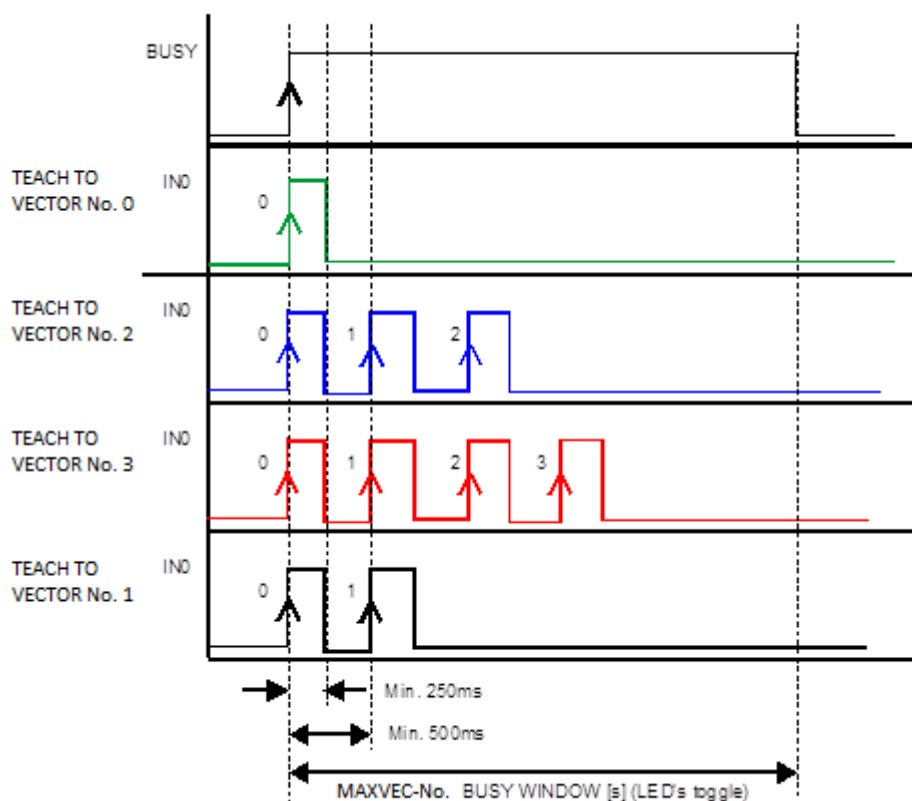 BUSY
TEACH TO IN0
VECTOR No. 0
0
TEACH TO IN0
VECTOR No. 2
0 1 2
TEACH TO IN0
VECTOR No. 3
0 1 2 3
TEACH TO IN0
VECTOR No. 1
0 1
Min. 250ms
Min. 500ms
MAXVEC-No. BUSY WINDOW [s] (LED's toggle)